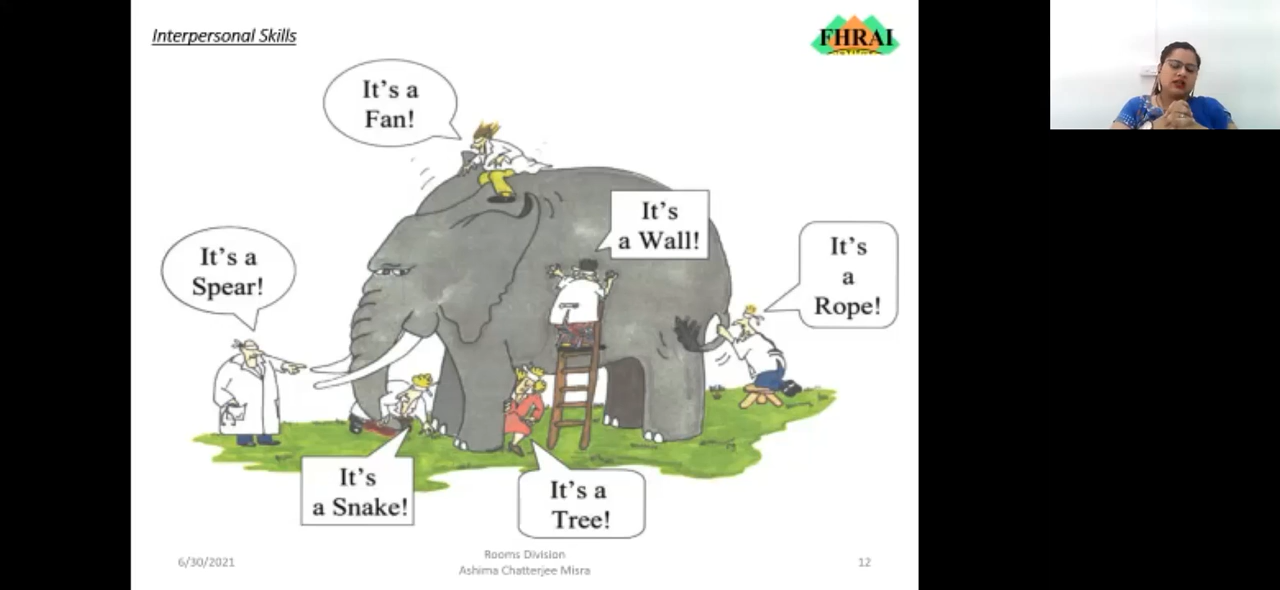 Interpersonal Skills
FHRAI
It's a
Fan!
It's
a Wall!
It's a
Spear!
It's
a
Rope!
It's
a Snake!
It's a
Tree!
6/30/2021
Rooms Division
Ashima Chatterjee Misra
12